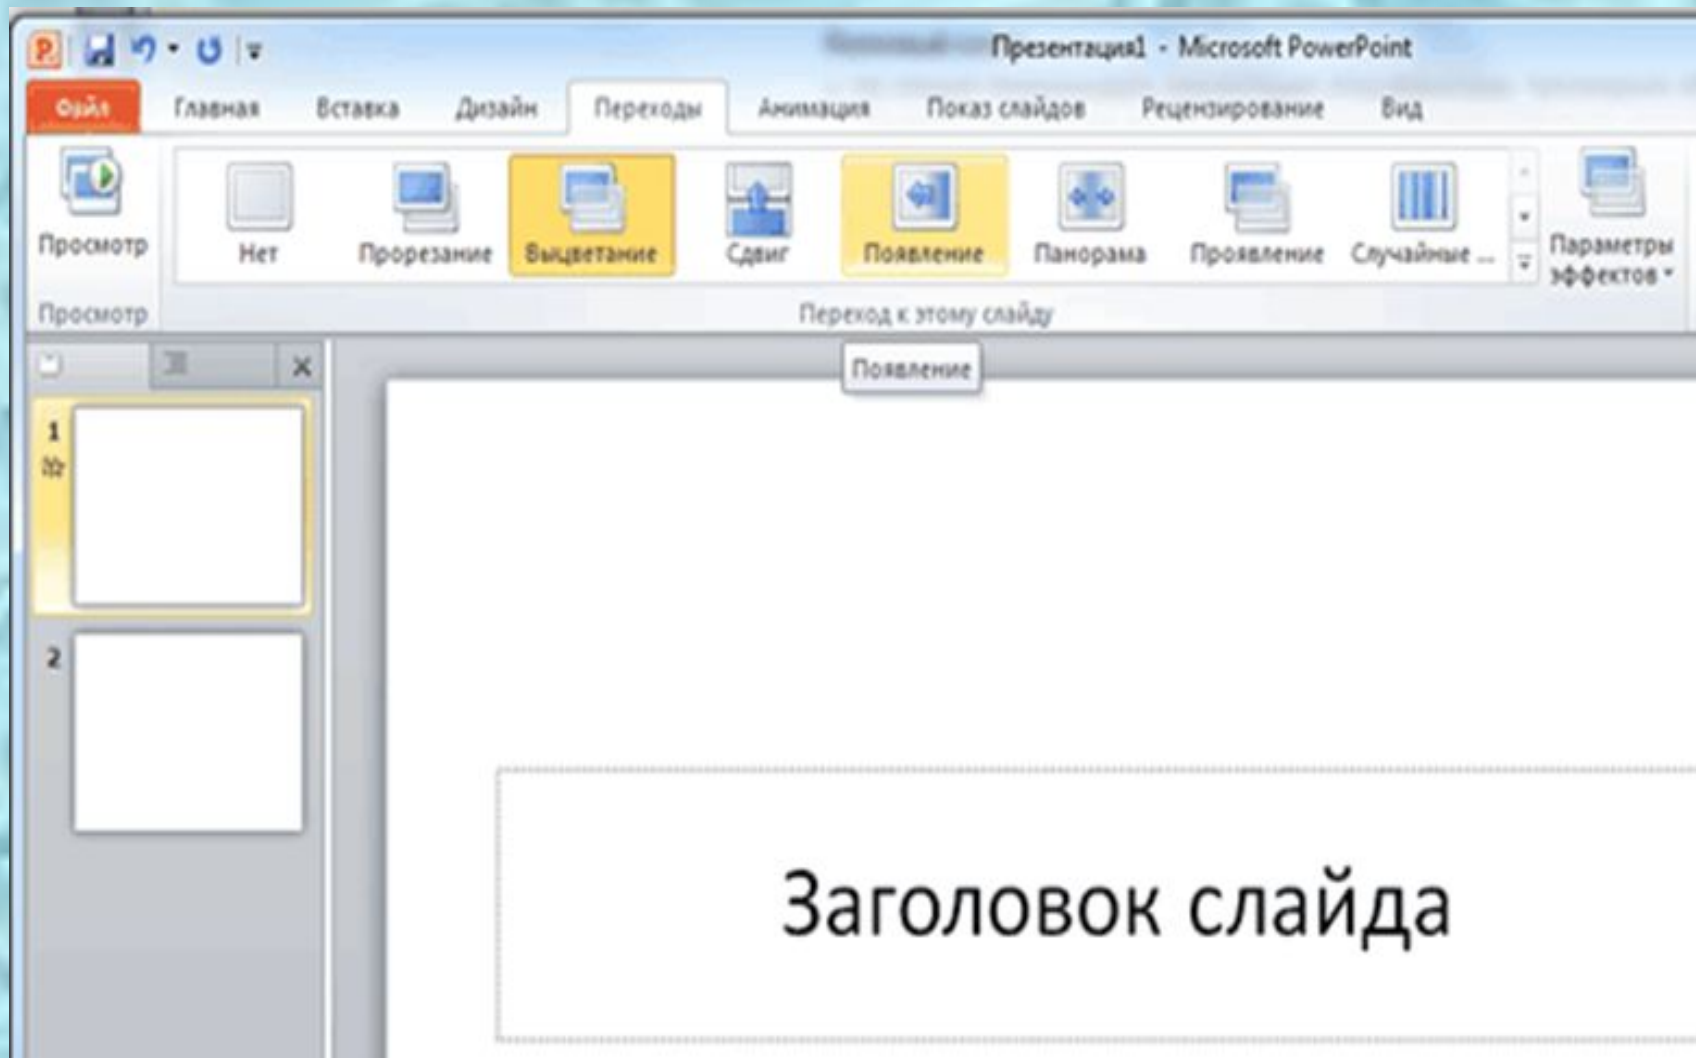 Презентация1 - Microsoft PowerPoint
Файл Главная Вставка Дизайн Переходы Анимация Показ слайдов Рецензирование Вид
Просмотр Нет Прорезание Выцветание Сдвиг Появление Панорама Проявление Случайные ... Параметры
эффектов
Просмотр Переход к этому слайду
Появление
1
2
Заголовок слайда